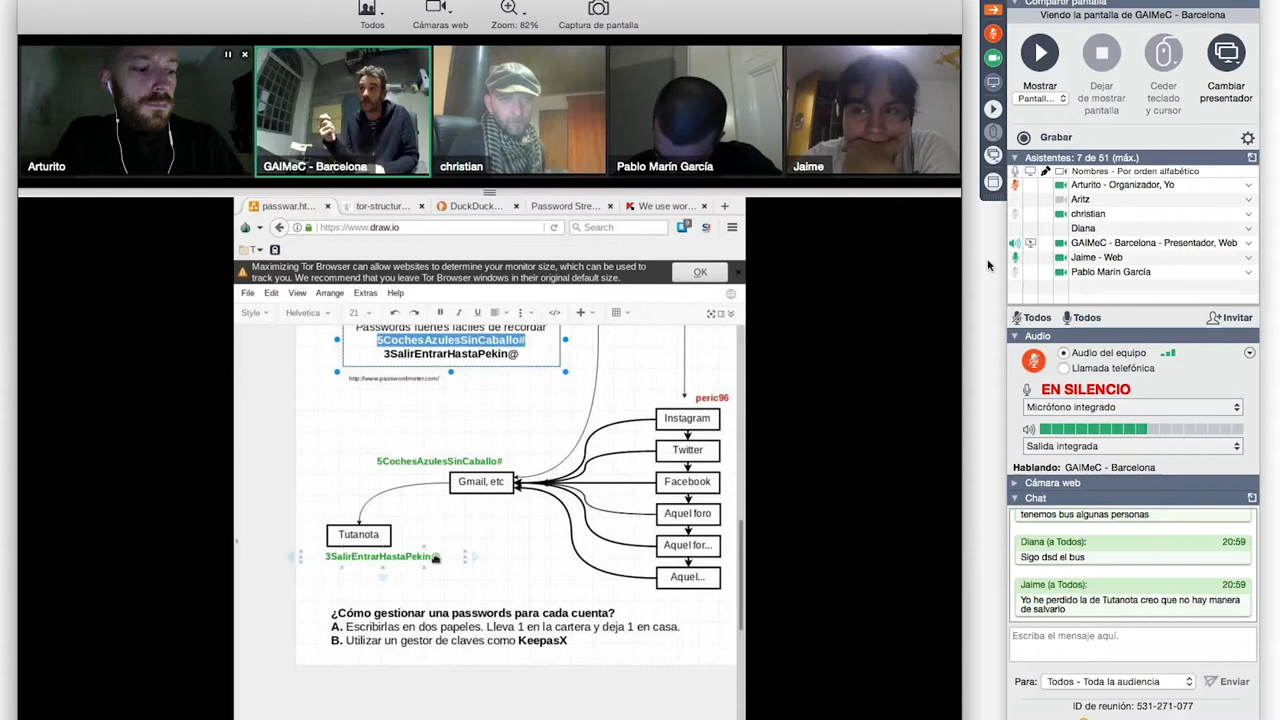 Todos
Cámaras web
Zoom: 82%
Captura de pantalla
Arturito
GAIMeC - Barcelona
christian
Pablo Marín García
Jaime
passwar.ht...
tor-structur...
DuckDuck...
Password Stre...
We use wor...
https://www.draw.io
Search
T
Maximizing Tor Browser can allow websites to determine your monitor size, which can be used to
track you. We recommend that you leave Tor Browser windows in their original default size.
OK
File Edit View Arrange Extras Help
Style Helvetica 21 B I U
Passwords fuertes fáciles de recordar
5CochesAzulesSinCaballo#
3SalirEntrarHastaPekin@
http://www.passwordmeter.com/
peric96
Instagram
Twitter
Facebook
Aquel foro
Aquel for...
Aquel...
5CochesAzulesSinCaballo#
Gmail, etc
Tutanota
3SalirEntrarHastaPekin@
¿Cómo gestionar una passwords para cada cuenta?
A. Escribirlas en dos papeles. Lleva 1 en la cartera y deja 1 en casa.
B. Utilizar un gestor de claves como KeepasX
Compartir pantalla
Viendo la pantalla de GAIMeC - Barcelona
Mostrar
Pantall...
Dejar
de mostrar
pantalla
Ceder
teclado
y cursor
Cambiar
presentador
Grabar
Asistentes: 7 de 51 (máx.)
Nombres - Por orden alfabético
Arturito - Organizador, Yo
Aritz
christian
Diana
GAIMeC - Barcelona - Presentador, Web
Jaime - Web
Pablo Marín García
Todos
Todos
Invitar
Audio
Audio del equipo
Llamada telefónica
EN SILENCIO
Micrófono integrado
Salida integrada
Hablando: GAIMeC - Barcelona
Cámara web
Chat
tenemos bus algunas personas
Diana (a Todos): 20:59
Sigo dsd el bus
Jaime (a Todos): 20:59
Yo he perdido la de Tutanota creo que no hay manera
de salvarlo
Escriba el mensaje aquí.
Para: Todos - Toda la audiencia
Enviar
ID de reunión: 531-271-077